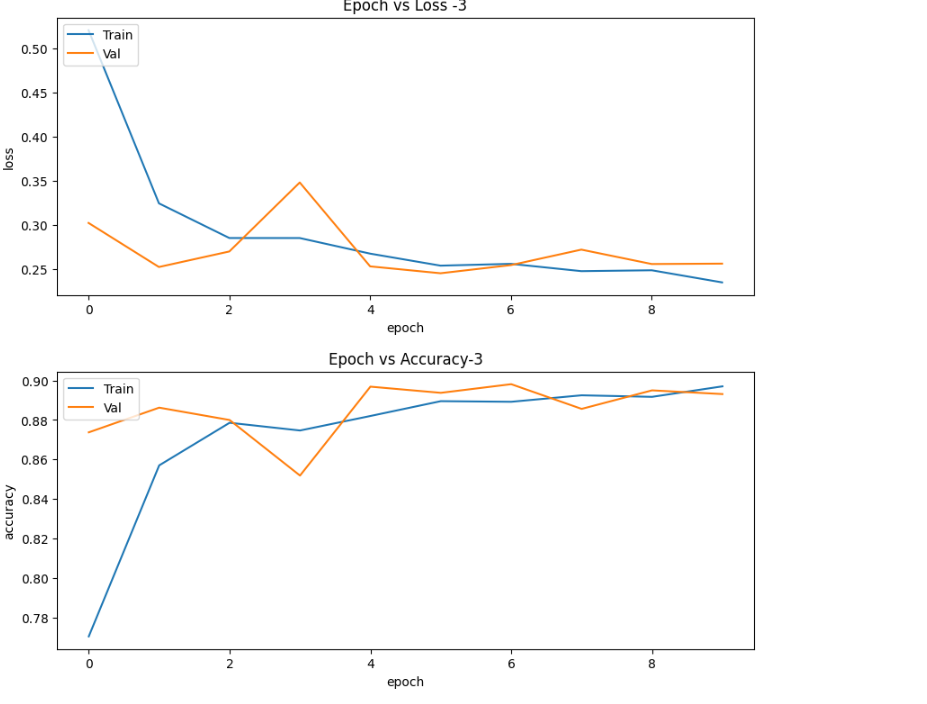 Epoch vs Loss -3
Train
Val
0.50
0.45
0.40
0.35
0.30
0.25
loss
0 2 4 6 8
epoch
Epoch vs Accuracy-3
Train
Val
0.90
0.88
0.86
0.84
0.82
0.80
0.78
accuracy
0 2 4 6 8
epoch